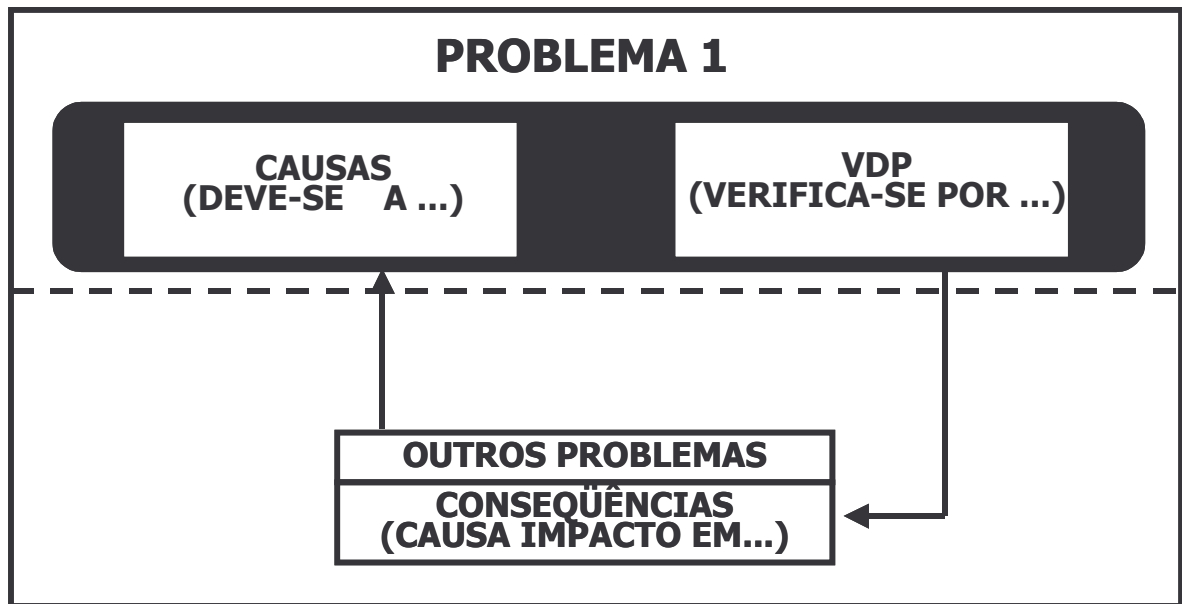 PROBLEMA 1
CAUSAS
(DEVE-SE A ...)
VDP
(VERIFICA-SE POR ...)
OUTROS PROBLEMAS
CONSEQÜÊNCIAS
(CAUSA IMPACTO EM...)